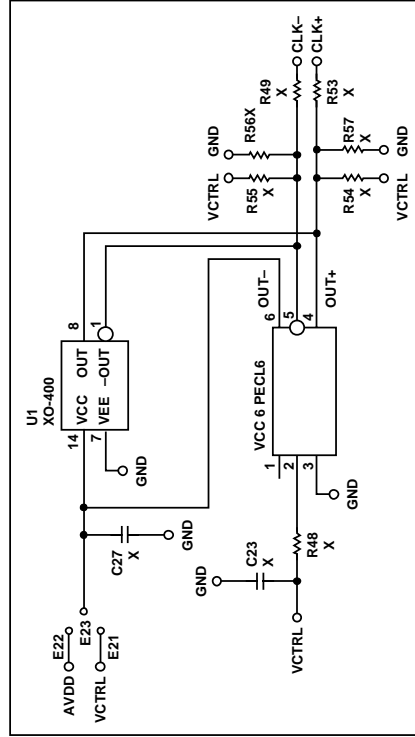 U1
XO-400
14 VCC OUT 8
7 VEE –OUT 1
GND
AVDD E22
E23
VCTRL E21
C27
X
GND
VCC 6 PECL6
1
2
3
6
5
4
OUT–
OUT+
GND
GND
C23
X
R48
X
VCTRL
VCTRL
R55
X
GND
R56X
R49
X
CLK–
CLK+
R53
X
R54
X
VCTRL
R57
X
GND